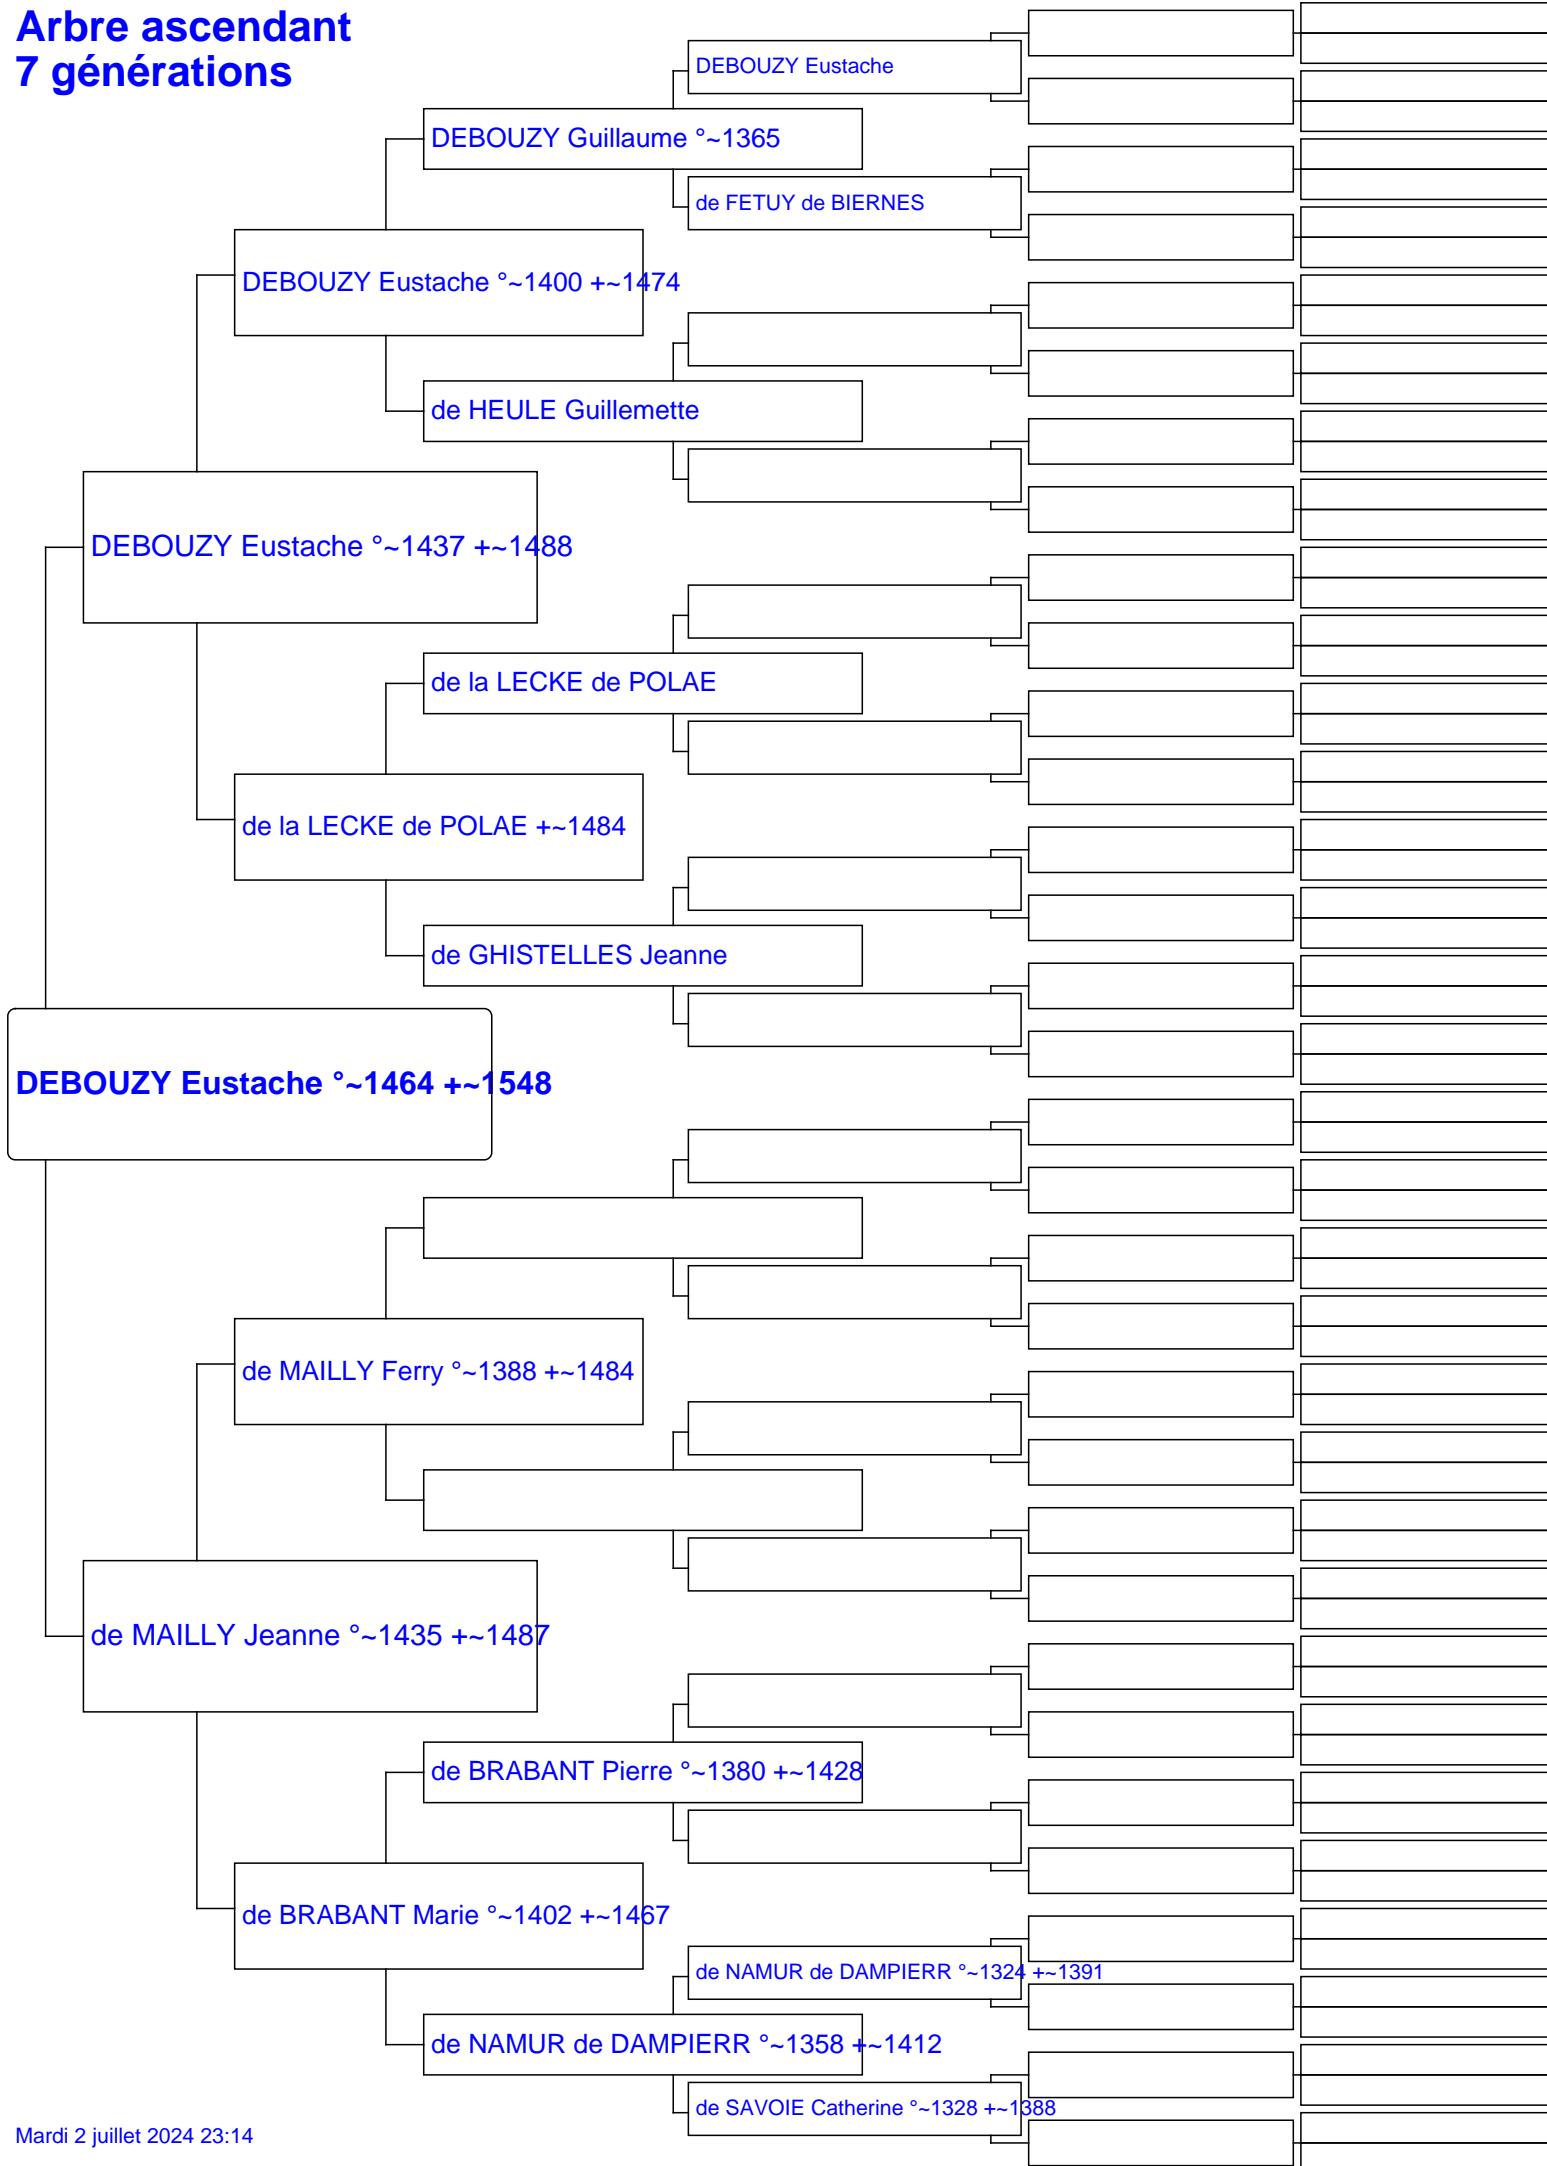 Arbre ascendant
7 générations
DEBOUZY Eustache
DEBOUZY Guillaume °~1365
de FETUY de BIERNES
DEBOUZY Eustache °~1400 +~1474
de HEULE Guillemette
DEBOUZY Eustache °~1437 +~1488
de la LECKE de POLAE
de la LECKE de POLAE +~1484
de GHISTELLES Jeanne
DEBOUZY Eustache °~1464 +~1548
de MAILLY Ferry °~1388 +~1484
de MAILLY Jeanne °~1435 +~1487
de BRABANT Pierre °~1380 +~1428
de BRABANT Marie °~1402 +~1467
de NAMUR de DAMPIERR °~1324 +~1391
de NAMUR de DAMPIERR °~1358 +~1412
de SAVOIE Catherine °~1328 +~1388
Mardi 2 juillet 2024 23:14